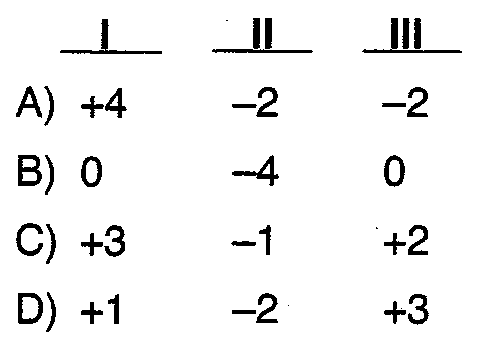 I II III
A) +4 –2 –2
B) 0 –4 0
C) +3 –1 +2
D) +1 –2 +3